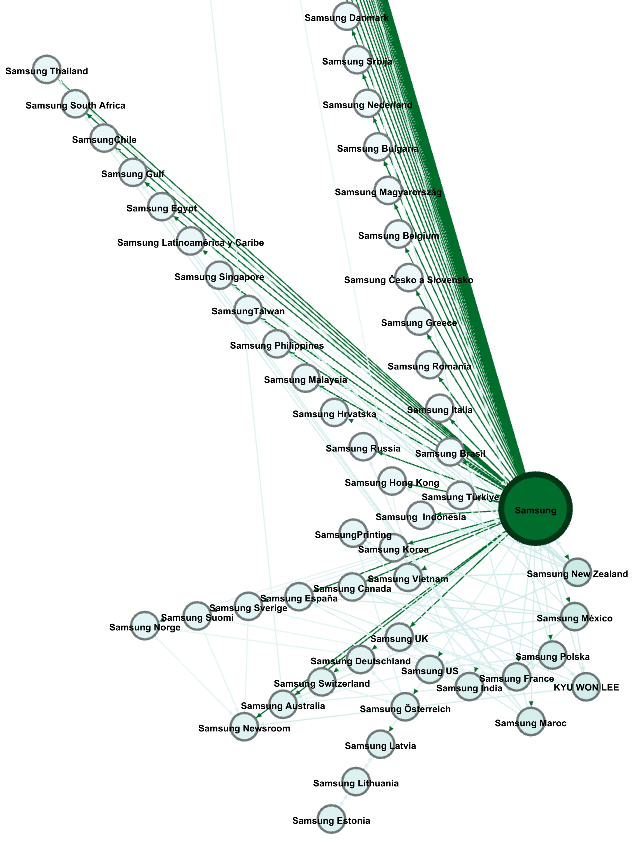 Samsung Danmark
Samsung Srbija
Samsung Thailand
Samsung South Africa
Samsung Nederland
SamsungChile
Samsung Bulgaria
Samsung Gulf
Samsung Magyarország
Samsung Egypt
Samsung Belgium
Samsung Latinoamérica y Caribe
Samsung Singapore
Samsung Česko a Slovensko
SamsungTaiwan
Samsung Greece
Samsung Philippines
Samsung Romania
Samsung Malaysia
Samsung Hrvatska
Samsung Italia
Samsung Russia
Samsung Brasil
Samsung Hong Kong
Samsung Türkiye
Samsung
Samsung Indonesia
SamsungPrinting
Samsung Korea
Samsung Vietnam
Samsung New Zealand
Samsung Canada
Samsung España
Samsung Sverige
Samsung Suomi
Samsung Norge
Samsung México
Samsung UK
Samsung Deutschland
Samsung Polska
Samsung US
Samsung France
Samsung Switzerland
Samsung India
KYU WON LEE
Samsung Australia
Samsung Österreich
Samsung Newsroom
Samsung Maroc
Samsung Latvia
Samsung Lithuania
Samsung Estonia